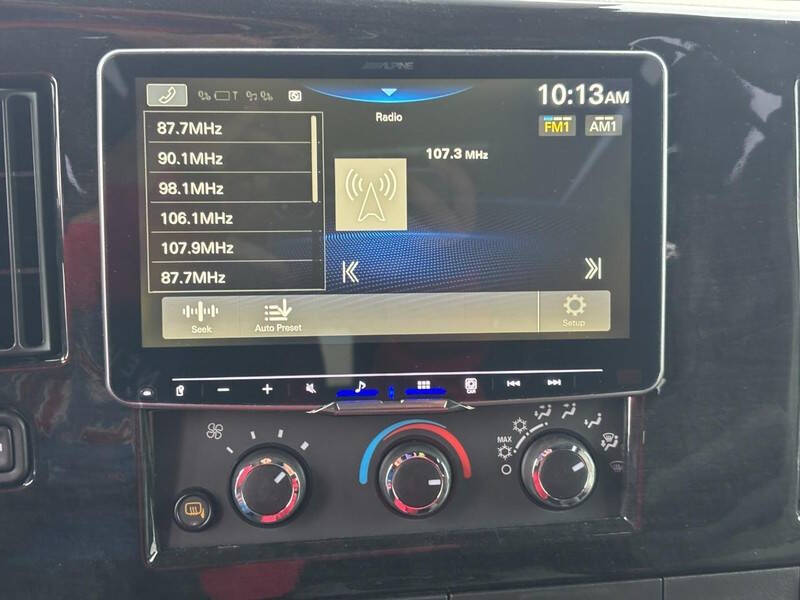 ALPINE
10:13AM
Radio
FM1 AM1
87.7MHz
90.1MHz
98.1MHz
106.1MHz
107.9MHz
87.7MHz
107.3 MHz
Seek
Auto Preset
Setup
CAM
MAX